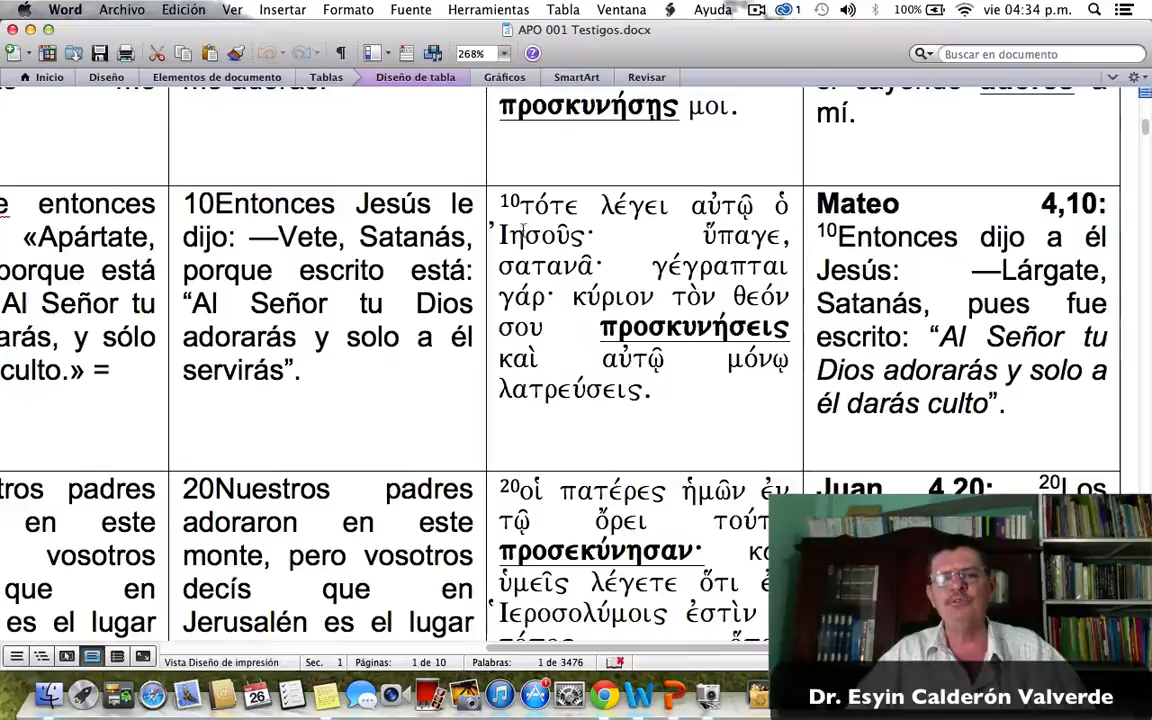 Word Archivo Edición Ver Insertar Formato Fuente Herramientas Tabla Ventana Ayuda 1 100% vie 04:34 p.m.
APO 001 Testigos.docx
268% Buscar en documento
Inicio Diseño Elementos de documento Tablas Diseño de tabla Gráficos SmartArt Revisar
προσκυνήσῃς μοι.
mí.
entonces
«Apártate,
porque está
Al Señor tu
y sólo
culto.» =
10Entonces Jesús le
dijo: —Vete, Satanás,
porque escrito está:
“Al Señor tu Dios
adorarás y solo a él
servirás”.
¹⁰τότε λέγει αὐτῷ ὁ
Ἰησοῦς· ὕπαγε,
σατανᾶ· γέγραπται
γάρ· κύριον τὸν θεόν
σου προσκυνήσεις
καὶ αὐτῷ μόνῳ
λατρεύσεις.
Mateo 4,10:
¹⁰Entonces dijo a él
Jesús: —Lárgate,
Satanás, pues fue
escrito: “Al Señor tu
Dios adorarás y solo a
él darás culto”.
padres
en este
vosotros
que en
es el lugar
20Nuestros padres
adoraron en este
monte, pero vosotros
decís que en
Jerusalén es el lugar
²⁰οἱ πατέρες ἡμῶν ἐν
τῷ ὄρει
προσεκύνησαν·
ὑμεῖς λέγετε ὅτι
Ἱεροσολύμοις ἐστὶν
Juan 4,20: ²⁰Los
Vista Diseño de impresión Sec. 1 Páginas: 1 de 10 Palabras: 1 de 3476
26
Dr. Esyin Calderón Valverde